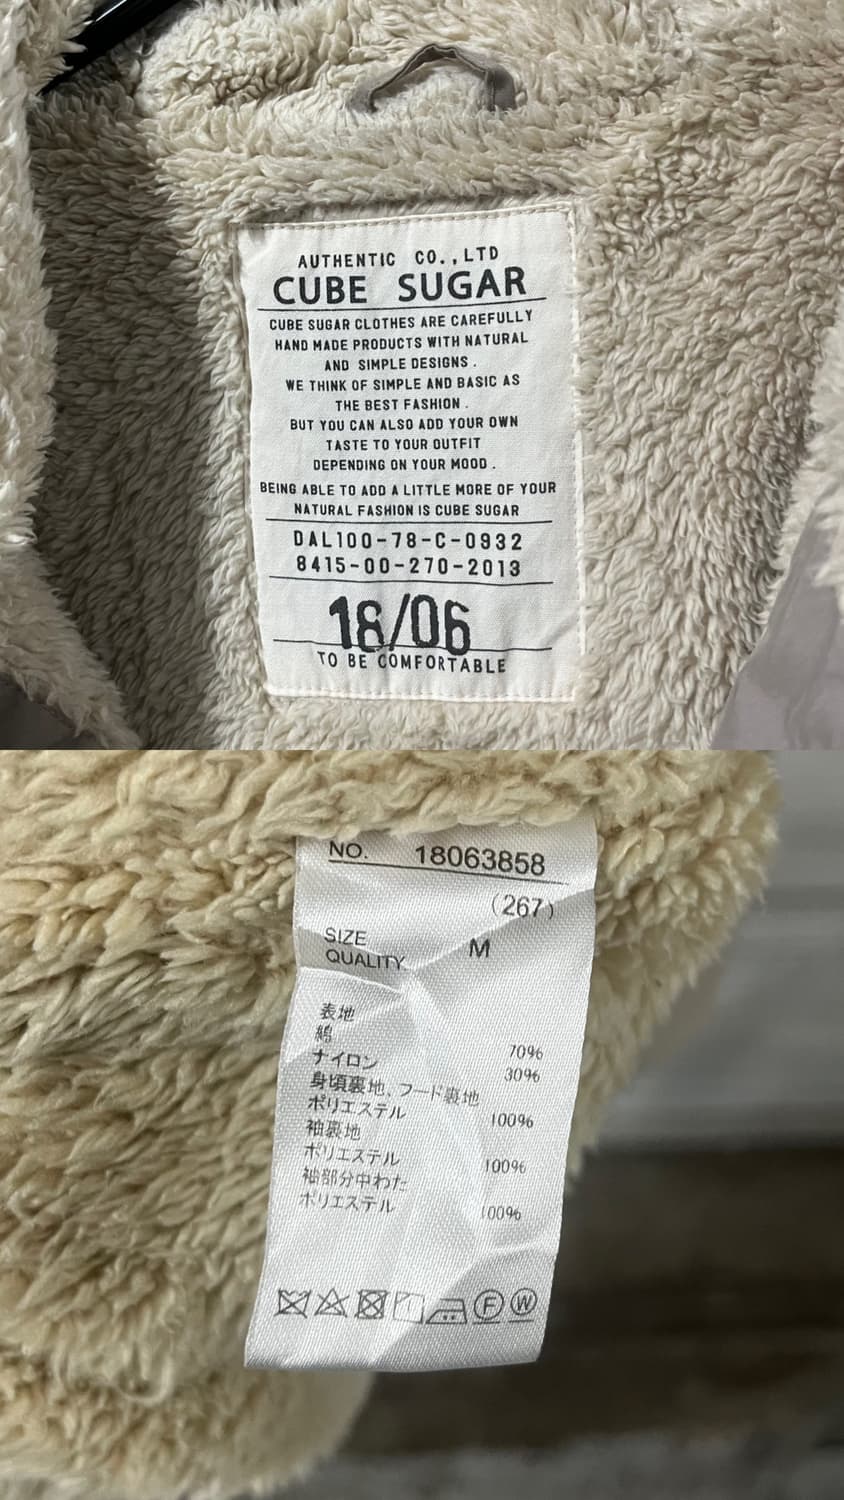 AUTHENTIC CO.,LTD
CUBE SUGAR
CUBE SUGAR CLOTHES ARE CAREFULLY
HAND MADE PRODUCTS WITH NATURAL
AND SIMPLE DESIGNS .
WE THINK OF SIMPLE AND BASIC AS
THE BEST FASHION .
BUT YOU CAN ALSO ADD YOUR OWN
TASTE TO YOUR OUTFIT
DEPENDING ON YOUR MOOD .
BEING ABLE TO ADD A LITTLE MORE OF YOUR
NATURAL FASHION IS CUBE SUGAR
DAL100-78-C-0932
8415-00-270-2013
18/06
TO BE COMFORTABLE
NO. 18063858
(267)
SIZE M
QUALITY
表地
綿 70%
ナイロン 30%
身頃裏地、フード裏地
ポリエステル 100%
袖裏地
ポリエステル 100%
袖部分中わた
ポリエステル 100%
F W